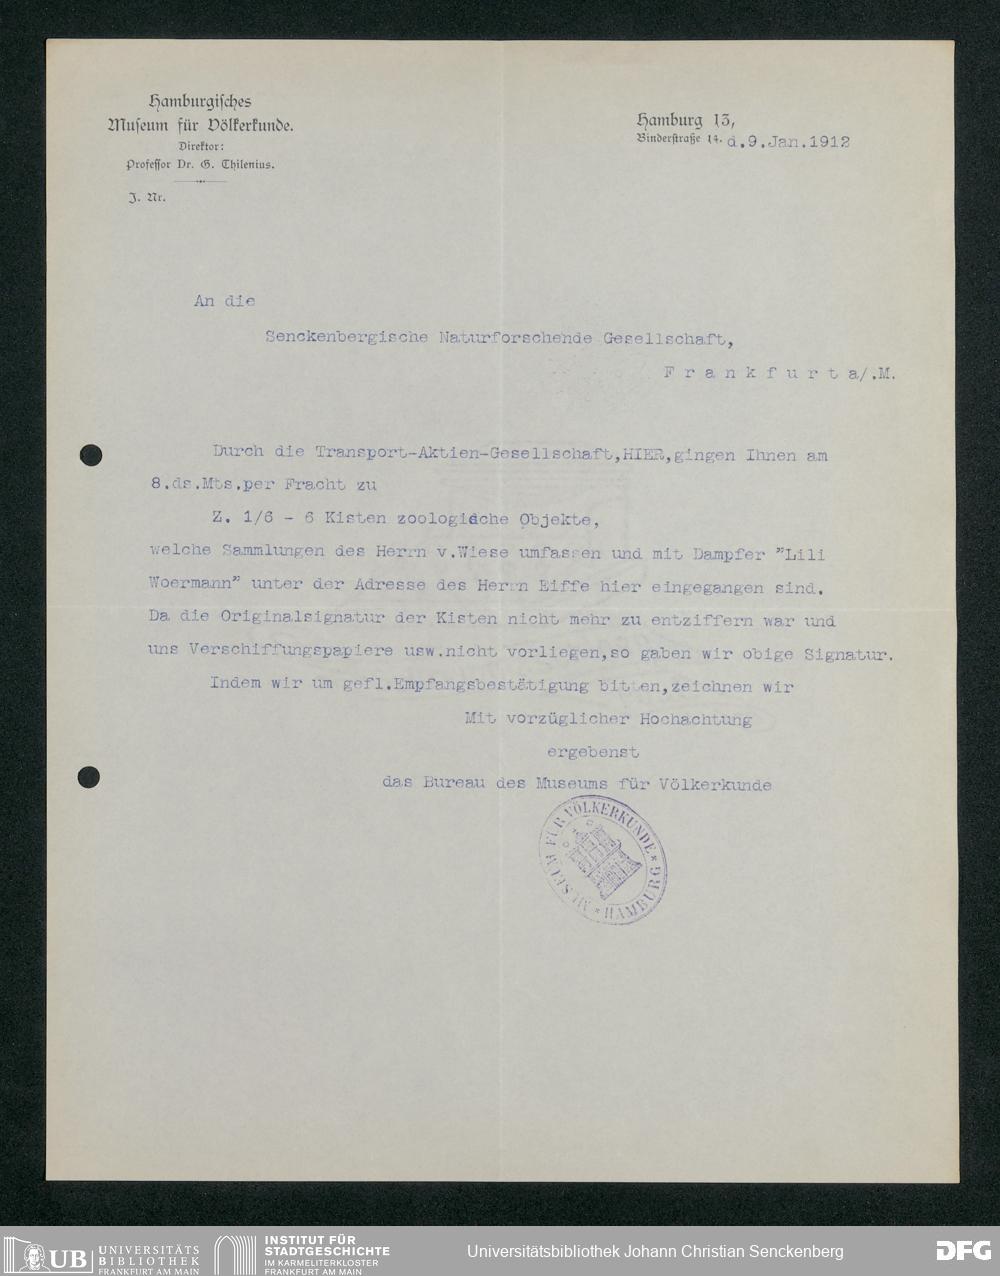 Hamburgisches
Museum für Völkerkunde.
Direktor:
Professor Dr. G. Thilenius.
J. Nr.
Hamburg 13,
Binderstraße 14. d.9.Jan.1912
An die
Senckenbergische Naturforschende Gesellschaft,
F r a n k f u r t a/.M.
Durch die Transport-Aktien-Gesellschaft,HIER,gingen Ihnen am
8.ds.Mts.per Fracht zu
Z. 1/6 - 6 Kisten zoologische Objekte,
welche Sammlungen des Herrn v.Wiese umfassen und mit Dampfer "Lili
Woermann" unter der Adresse des Herrn Eiffe hier eingegangen sind.
Da die Originalsignatur der Kisten nicht mehr zu entziffern war und
uns Verschiffungspapiere usw.nicht vorliegen,so gaben wir obige Signatur.
Indem wir um gefl.Empfangsbestätigung bitten,zeichnen wir
Mit vorzüglicher Hochachtung
ergebenst
das Bureau des Museums für Völkerkunde
MUSEUM FÜR VÖLKERKUNDE * HAMBURG *
UB UNIVERSITÄTS
BIBLIOTHEK
FRANKFURT AM MAIN
INSTITUT FÜR
STADTGESCHICHTE
IM KARMELITERKLOSTER
FRANKFURT AM MAIN
Universitätsbibliothek Johann Christian Senckenberg
DFG